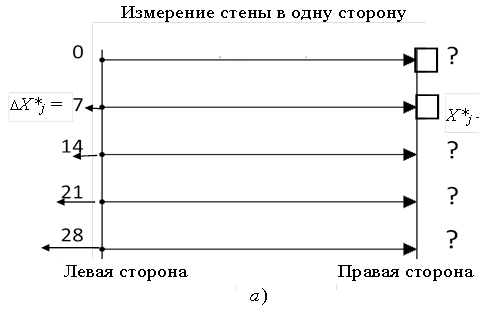 Измерение стены в одну сторону
0 ?
ΔX*j = 7 X*j -
14 ?
21 ?
28 ?
Левая сторона Правая сторона
а)